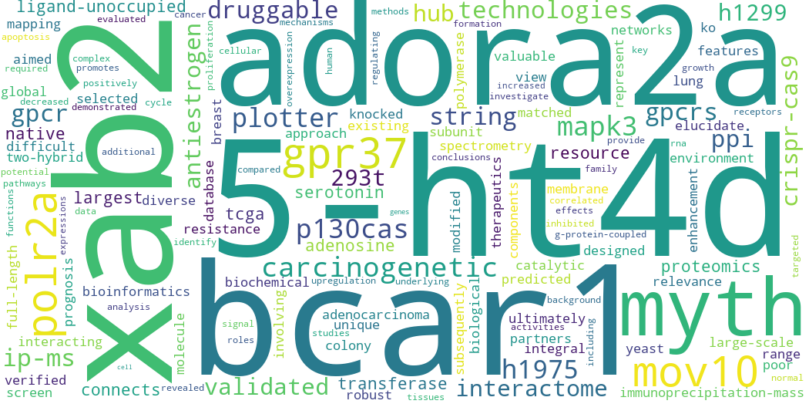 ligand-unoccupied
druggable
hub
technologies
h1299
mapping
cancer
evaluated
mechanisms
methods
formation
networks
ko
apoptosis
complex
required
promotes
cellular
valuable
key
features
adora2a
aimed
positively
proliferation
overexpression
human
regulating
polymerase
view
represent
lung
crispr-cas9
global
selected
decreased
cycle
demonstrated
antiestrogen
increased
growth
investigate
receptors
gpcr
xab2
breast
plotter
knocked
string
matched
mapk3
gpcrs
native
approach
existing
subunit
elucidate
ppi
difficult
additional
5-ht4d
gpr37
spectrometry
rna
provide
two-hybrid
compared
293t
conclusions
resource
environment
potential
pathways
database
serotonin
family
membrane
correlated
enhancement
largest
diverse
tcga
genes
modified
therapeutics
components
effects
inhibited
functions
polr2a
data
resistance
p130cas
g-protein-coupled
expressions
identify
adenosine
designed
targeted
full-length
prognosis
carcinogenetic
catalytic
predicted
proteomics
biochemical
upregulation
underlying
background
relevance
bioinformatics
bcar1
myth
analysis
molecule
signal
involving
adenocarcinoma
unique
subsequently
biological
ultimately
activities
including
interacting
roles
studies
colony
partners
yeast
large-scale
ip-ms
cell
integral
range
verified
connects
revealed
validated
transferase
h1975
mov10
poor
normal
screen
robust
tissues
interactome
immunoprecipitation-mass